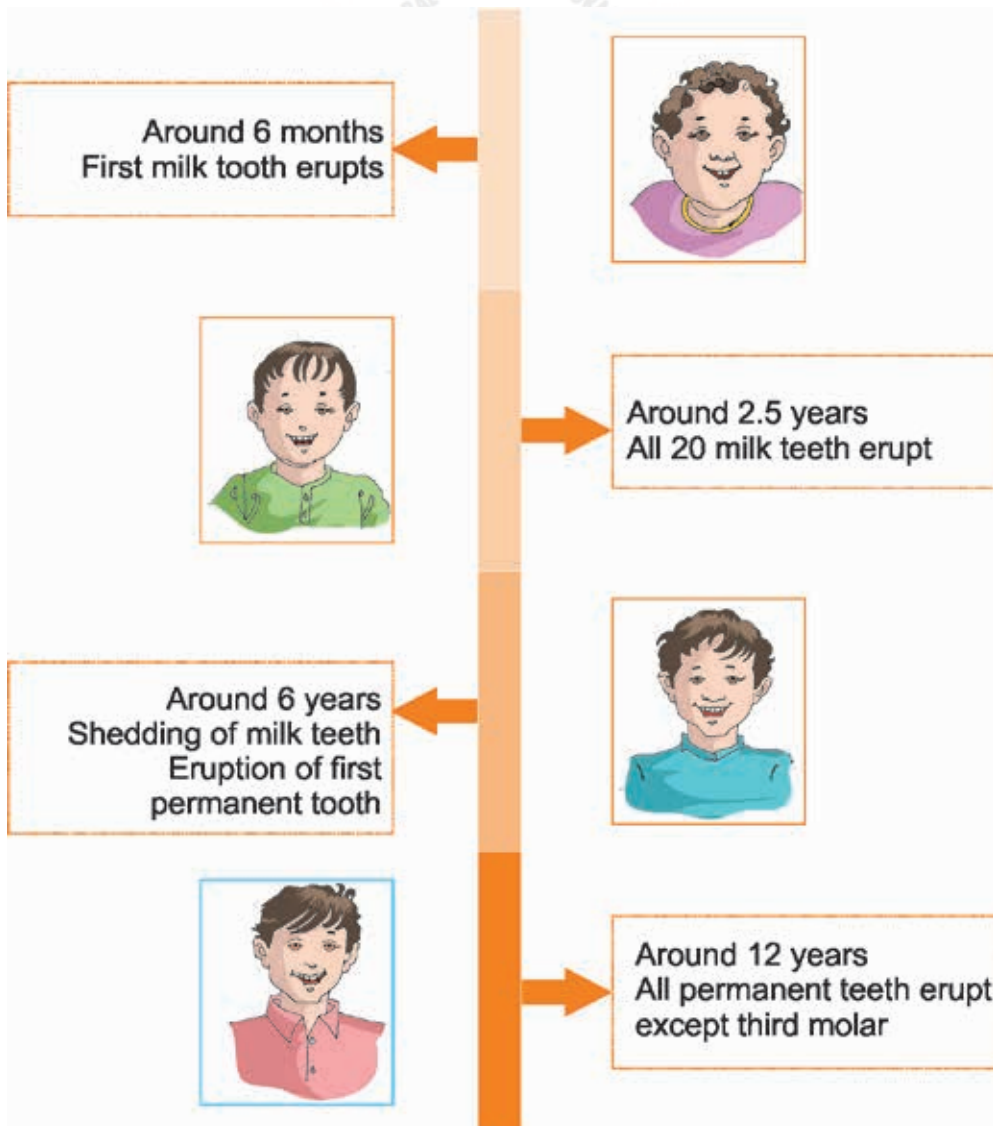 Around 6 months
First milk tooth erupts
Around 2.5 years
All 20 milk teeth erupt
Around 6 years
Shedding of milk teeth
Eruption of first
permanent tooth
Around 12 years
All permanent teeth erupt
except third molar